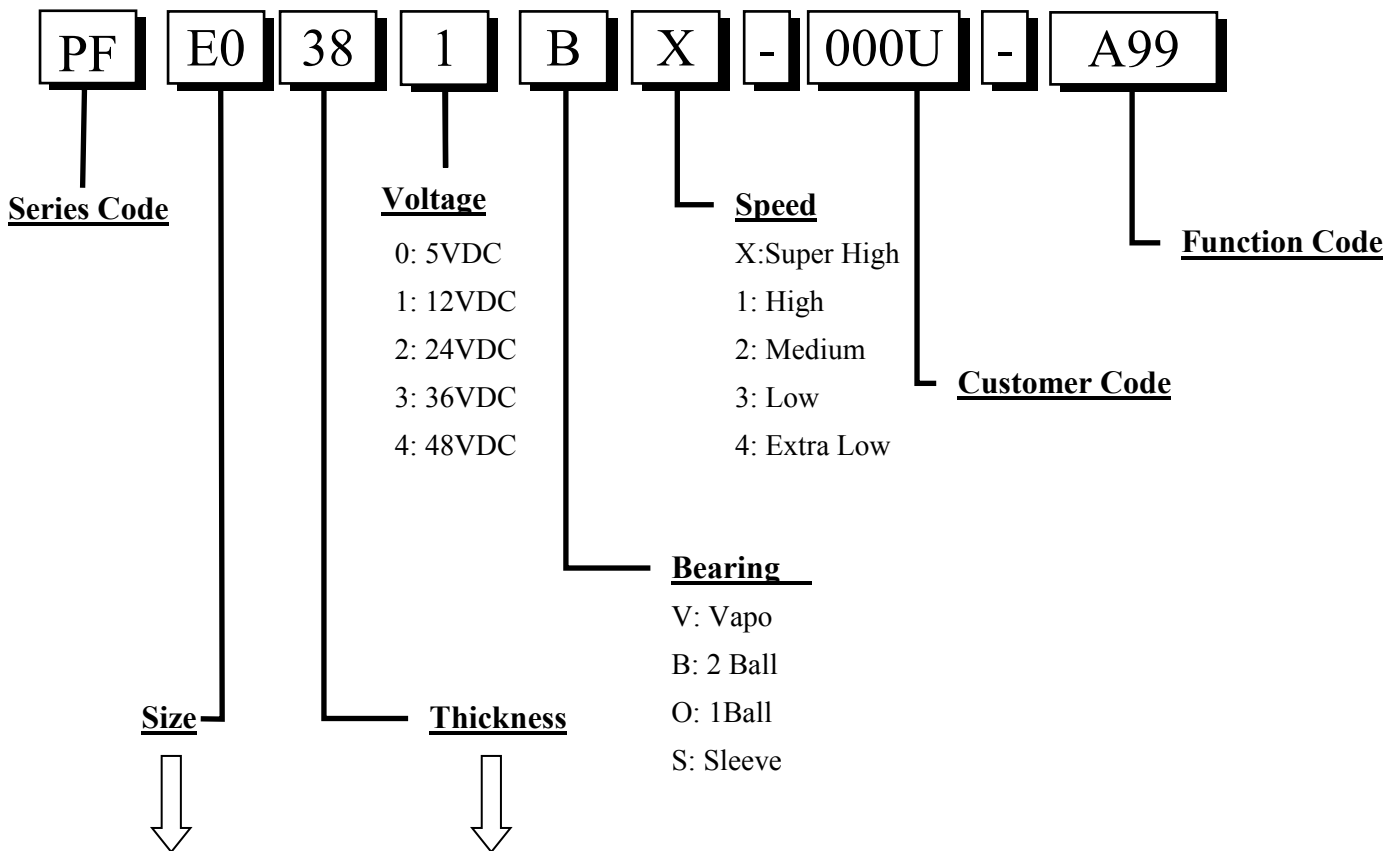 PF E0 38 1 B X - 000U - A99
Series Code
Voltage
0: 5VDC
1: 12VDC
2: 24VDC
3: 36VDC
4: 48VDC
Speed
X:Super High
1: High
2: Medium
3: Low
4: Extra Low
Function Code
Customer Code
Bearing
V: Vapo
B: 2 Ball
O: 1Ball
S: Sleeve
Size
Thickness